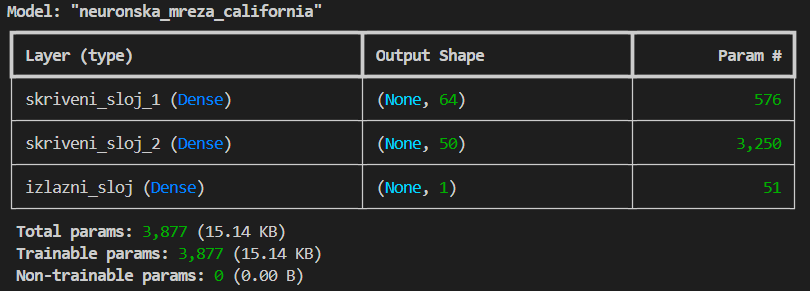 Model: "neuronska_mreza_california"
Layer (type) Output Shape Param #
skriveni_sloj_1 (Dense) (None, 64) 576
skriveni_sloj_2 (Dense) (None, 50) 3,250
izlazni_sloj (Dense) (None, 1) 51
Total params: 3,877 (15.14 KB)
Trainable params: 3,877 (15.14 KB)
Non-trainable params: 0 (0.00 B)